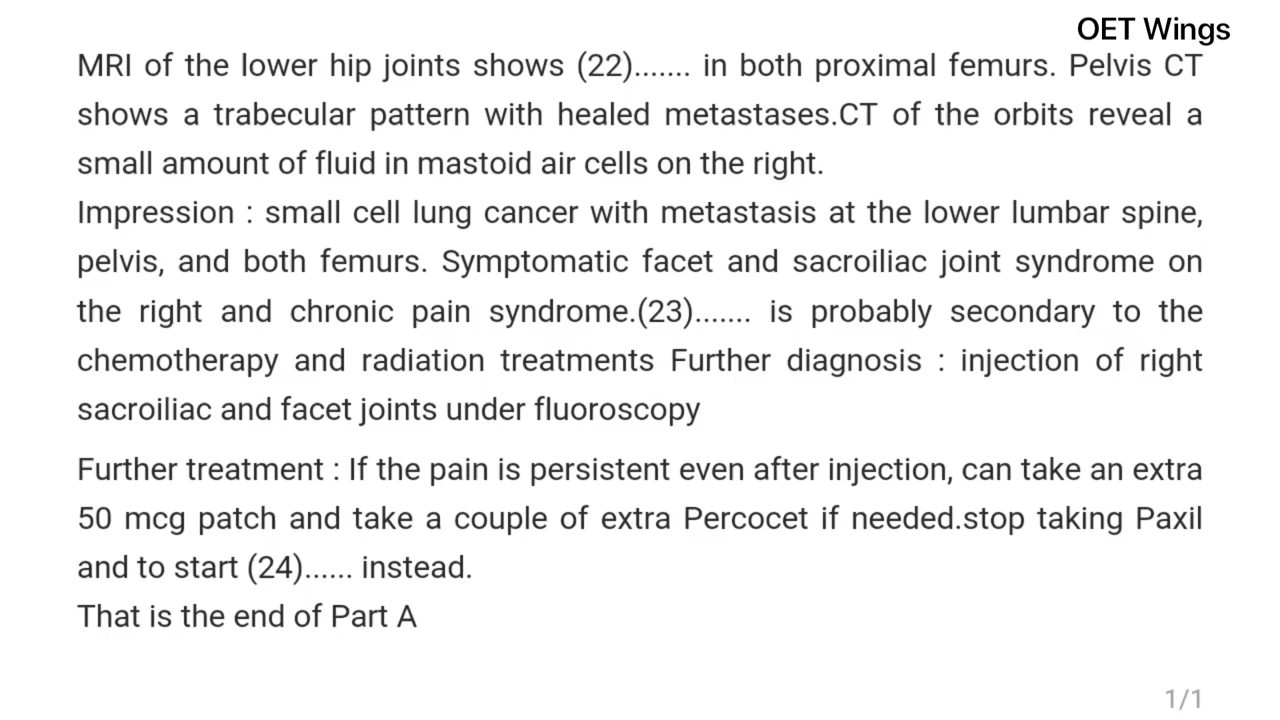 OET Wings
MRI of the lower hip joints shows (22)....... in both proximal femurs. Pelvis CT
shows a trabecular pattern with healed metastases.CT of the orbits reveal a
small amount of fluid in mastoid air cells on the right.
Impression : small cell lung cancer with metastasis at the lower lumbar spine,
pelvis, and both femurs. Symptomatic facet and sacroiliac joint syndrome on
the right and chronic pain syndrome.(23)....... is probably secondary to the
chemotherapy and radiation treatments Further diagnosis : injection of right
sacroiliac and facet joints under fluoroscopy
Further treatment : If the pain is persistent even after injection, can take an extra
50 mcg patch and take a couple of extra Percocet if needed.stop taking Paxil
and to start (24)...... instead.
That is the end of Part A
1/1